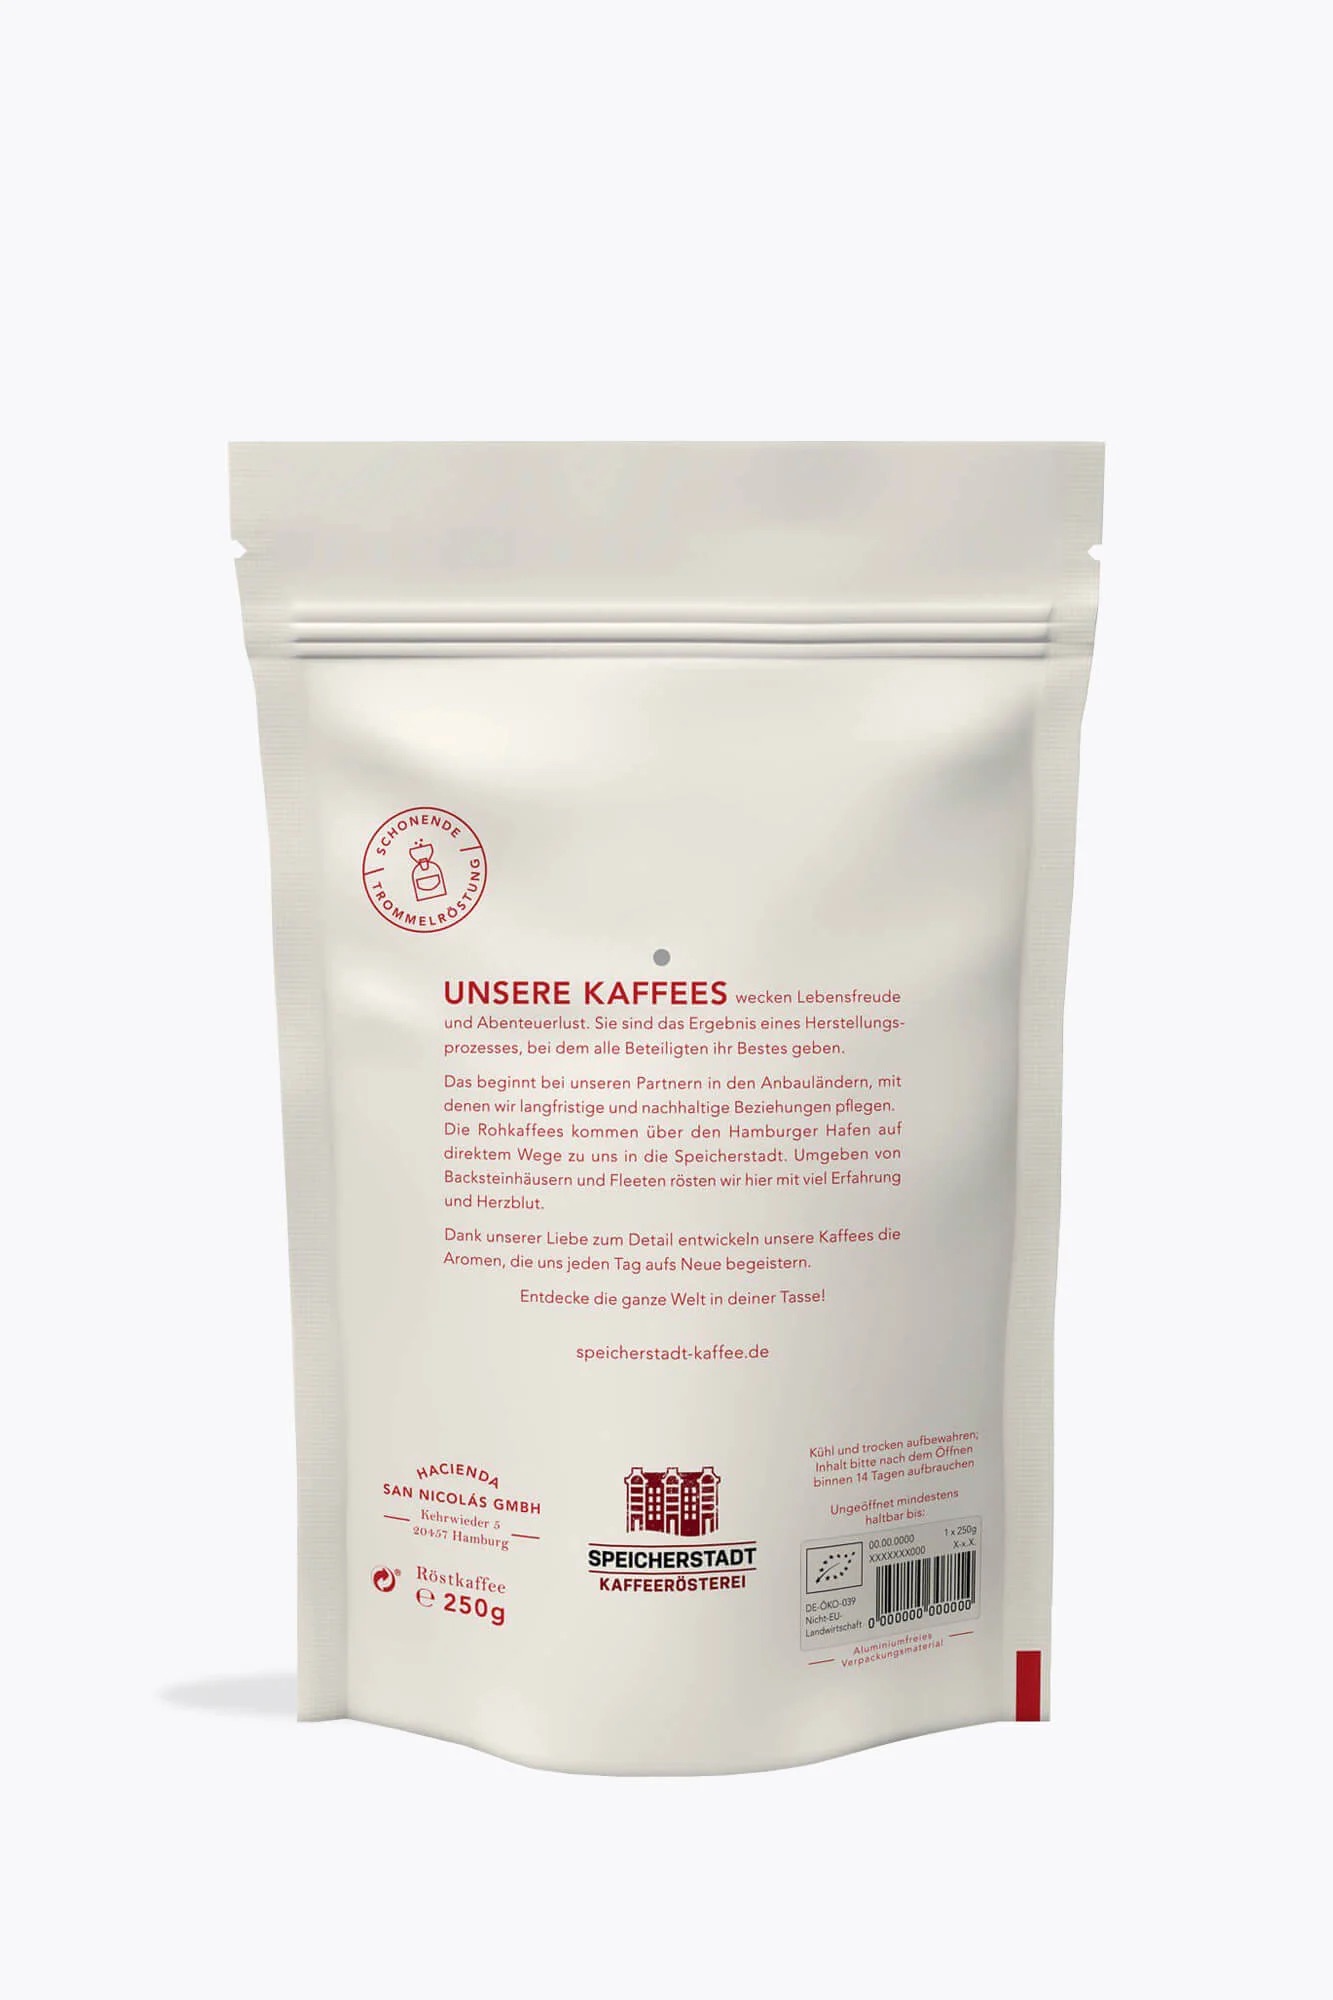 SCHONENDE
TROMMELRÖSTUNG
UNSERE KAFFEES wecken Lebensfreude
und Abenteuerlust. Sie sind das Ergebnis eines Herstellungs-
prozesses, bei dem alle Beteiligten ihr Bestes geben.
Das beginnt bei unseren Partnern in den Anbauländern, mit
denen wir langfristige und nachhaltige Beziehungen pflegen.
Die Rohkaffees kommen über den Hamburger Hafen auf
direktem Wege zu uns in die Speicherstadt. Umgeben von
Backsteinhäusern und Fleeten rösten wir hier mit viel Erfahrung
und Herzblut.
Dank unserer Liebe zum Detail entwickeln unsere Kaffees die
Aromen, die uns jeden Tag aufs Neue begeistern.
Entdecke die ganze Welt in deiner Tasse!
speicherstadt-kaffee.de
HACIENDA
SAN NICOLÁS GMBH
Kehrwieder 5
20457 Hamburg
®
Röstkaffee
℮ 250g
SPEICHERSTADT
KAFFEERÖSTEREI
Kühl und trocken aufbewahren;
Inhalt bitte nach dem Öffnen
binnen 14 Tagen aufbrauchen
Ungeöffnet mindestens
haltbar bis:
00.00.0000 1 x 250g
XXXXXXX000 X-x.X.
DE-ÖKO-039
Nicht-EU-
Landwirtschaft
0 000000 000000
Aluminiumfreies
Verpackungsmaterial